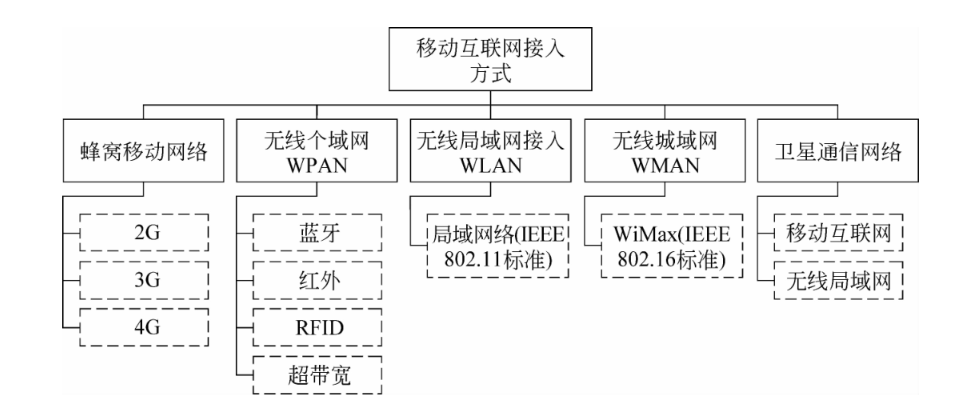 移动互联网接入
方式
蜂窝移动网络
无线个域网
WPAN
无线局域网接入
WLAN
无线城域网
WMAN
卫星通信网络
2G
3G
4G
蓝牙
红外
RFID
超带宽
局域网络(IEEE
802.11标准)
WiMax(IEEE
802.16标准)
移动互联网
无线局域网